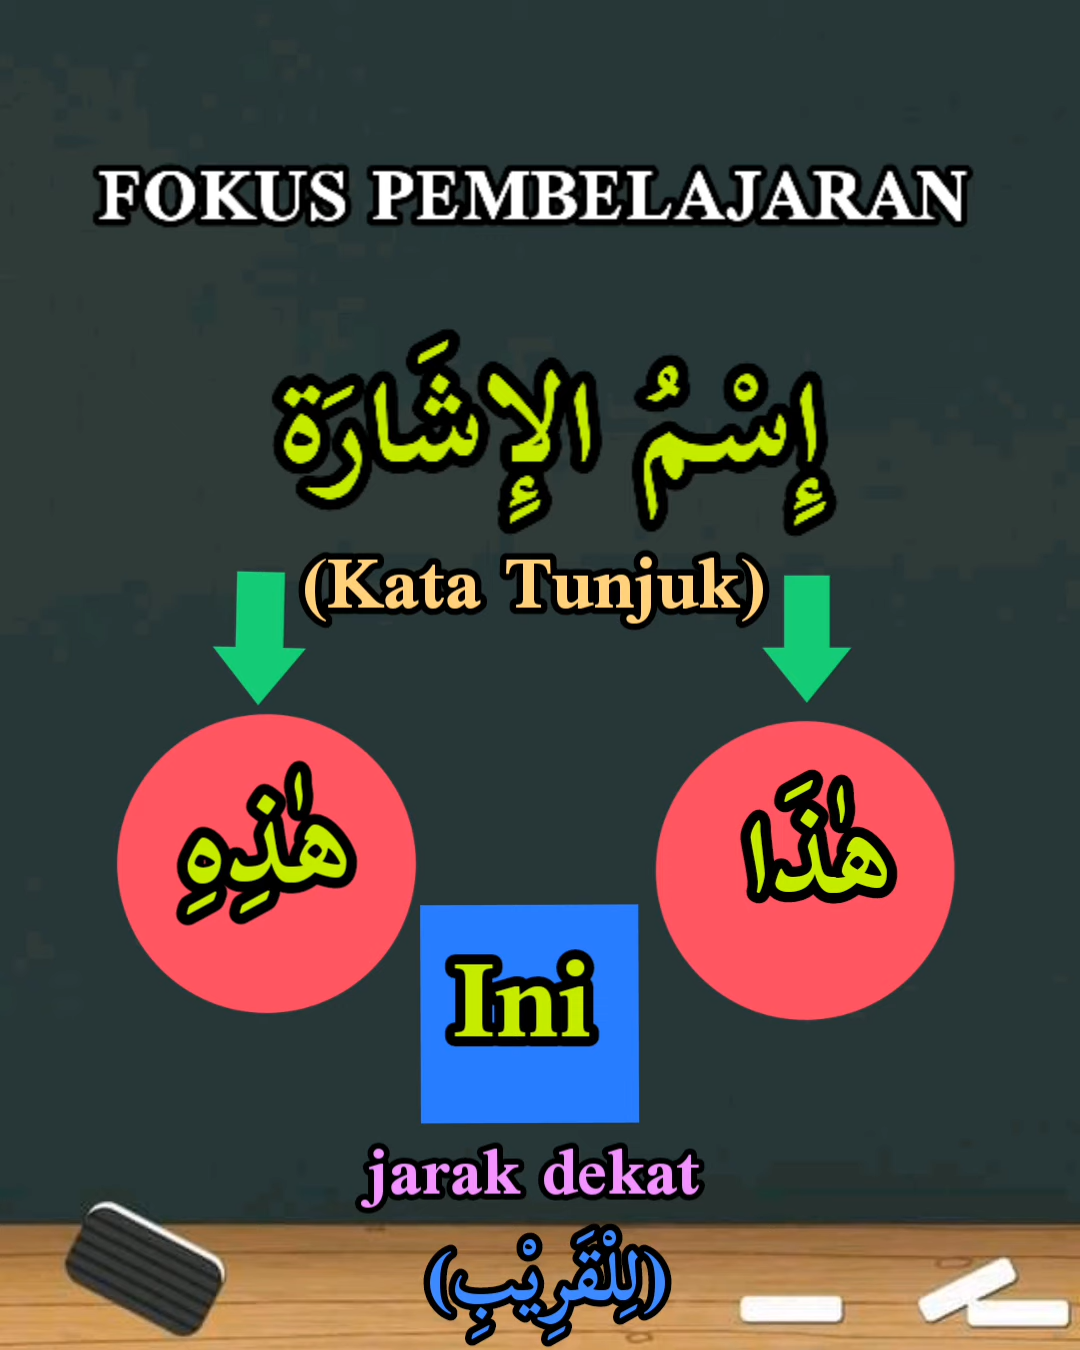 FOKUS PEMBELAJARAN
إِسْمُ الإِشَارَة
(Kata Tunjuk)
هٰذَا
هٰذِهِ
Ini
jarak dekat
(لِلْقَرِيْبِ)